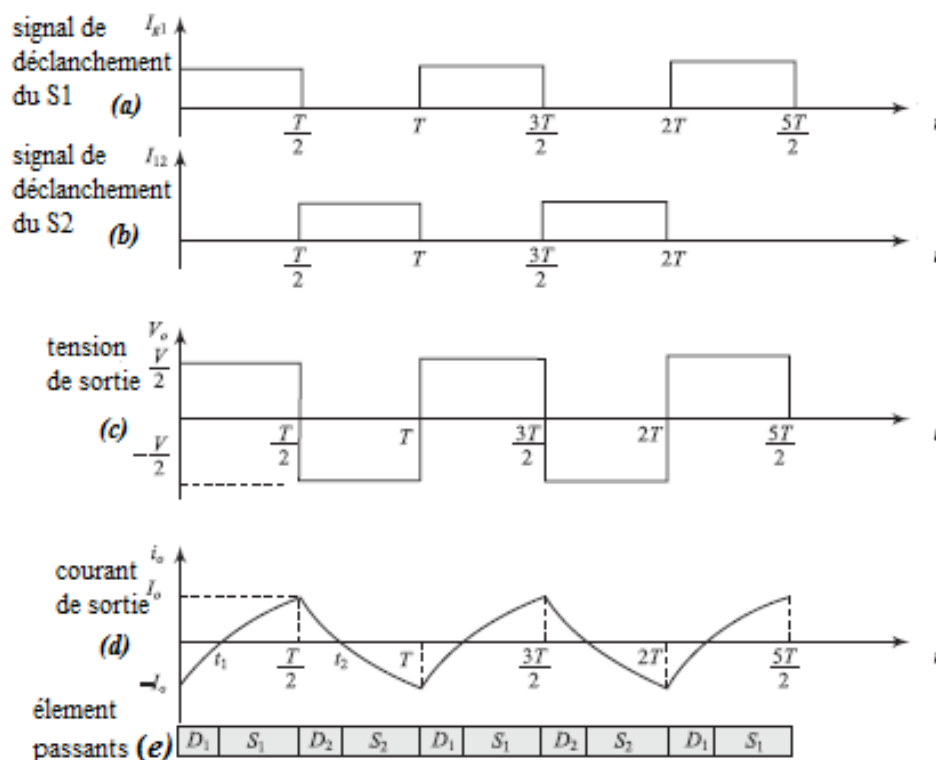 signal de I_g1
déclanchement
du S1 (a)
T/2 T 3T/2 2T 5T/2 t
signal de I_12
déclanchement
du S2 (b)
T/2 T 3T/2 2T t
V_o
tension
de sortie V/2
(c)
T/2 T 3T/2 2T 5T/2 t
-V/2
i_o
courant
de sortie I_o
(d)
t_1 T/2 t_2 T 3T/2 2T 5T/2 t
-I_o
élement
passants (e) D_1 S_1 D_2 S_2 D_1 S_1 D_2 S_2 D_1 S_1